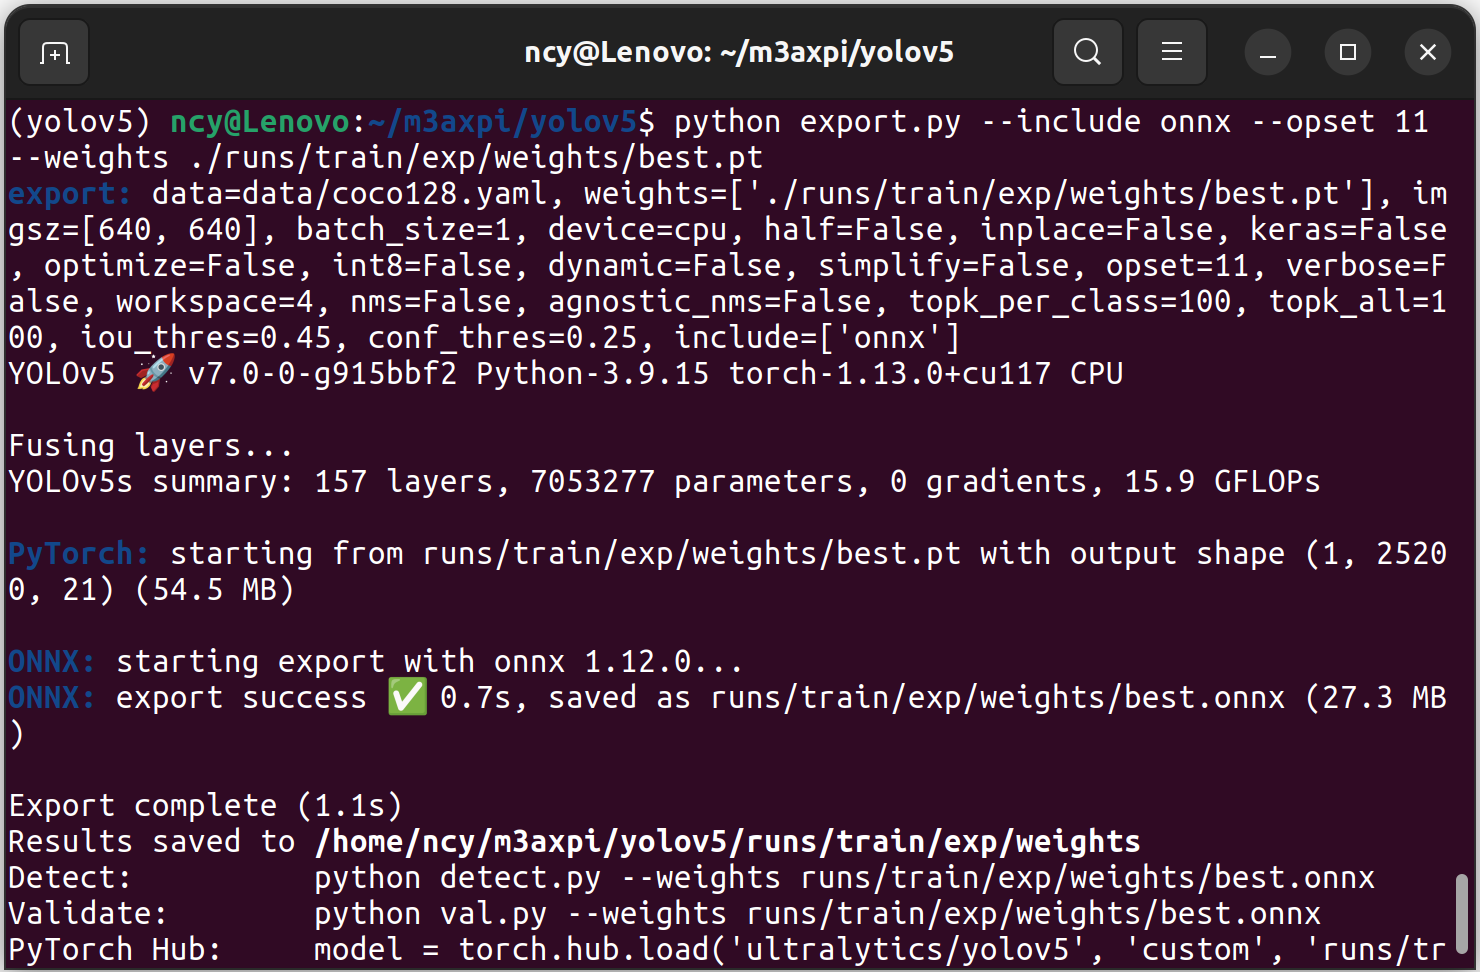 ncy@Lenovo: ~/m3axpi/yolov5
(yolov5) ncy@Lenovo:~/m3axpi/yolov5$ python export.py --include onnx --opset 11
--weights ./runs/train/exp/weights/best.pt
export: data=data/coco128.yaml, weights=['./runs/train/exp/weights/best.pt'], im
gsz=[640, 640], batch_size=1, device=cpu, half=False, inplace=False, keras=False
, optimize=False, int8=False, dynamic=False, simplify=False, opset=11, verbose=F
alse, workspace=4, nms=False, agnostic_nms=False, topk_per_class=100, topk_all=1
00, iou_thres=0.45, conf_thres=0.25, include=['onnx']
YOLOv5 🚀 v7.0-0-g915bbf2 Python-3.9.15 torch-1.13.0+cu117 CPU
Fusing layers...
YOLOv5s summary: 157 layers, 7053277 parameters, 0 gradients, 15.9 GFLOPs
PyTorch: starting from runs/train/exp/weights/best.pt with output shape (1, 2520
0, 21) (54.5 MB)
ONNX: starting export with onnx 1.12.0...
ONNX: export success ✅ 0.7s, saved as runs/train/exp/weights/best.onnx (27.3 MB
)
Export complete (1.1s)
Results saved to /home/ncy/m3axpi/yolov5/runs/train/exp/weights
Detect:          python detect.py --weights runs/train/exp/weights/best.onnx
Validate:        python val.py --weights runs/train/exp/weights/best.onnx
PyTorch Hub:     model = torch.hub.load('ultralytics/yolov5', 'custom', 'runs/tr